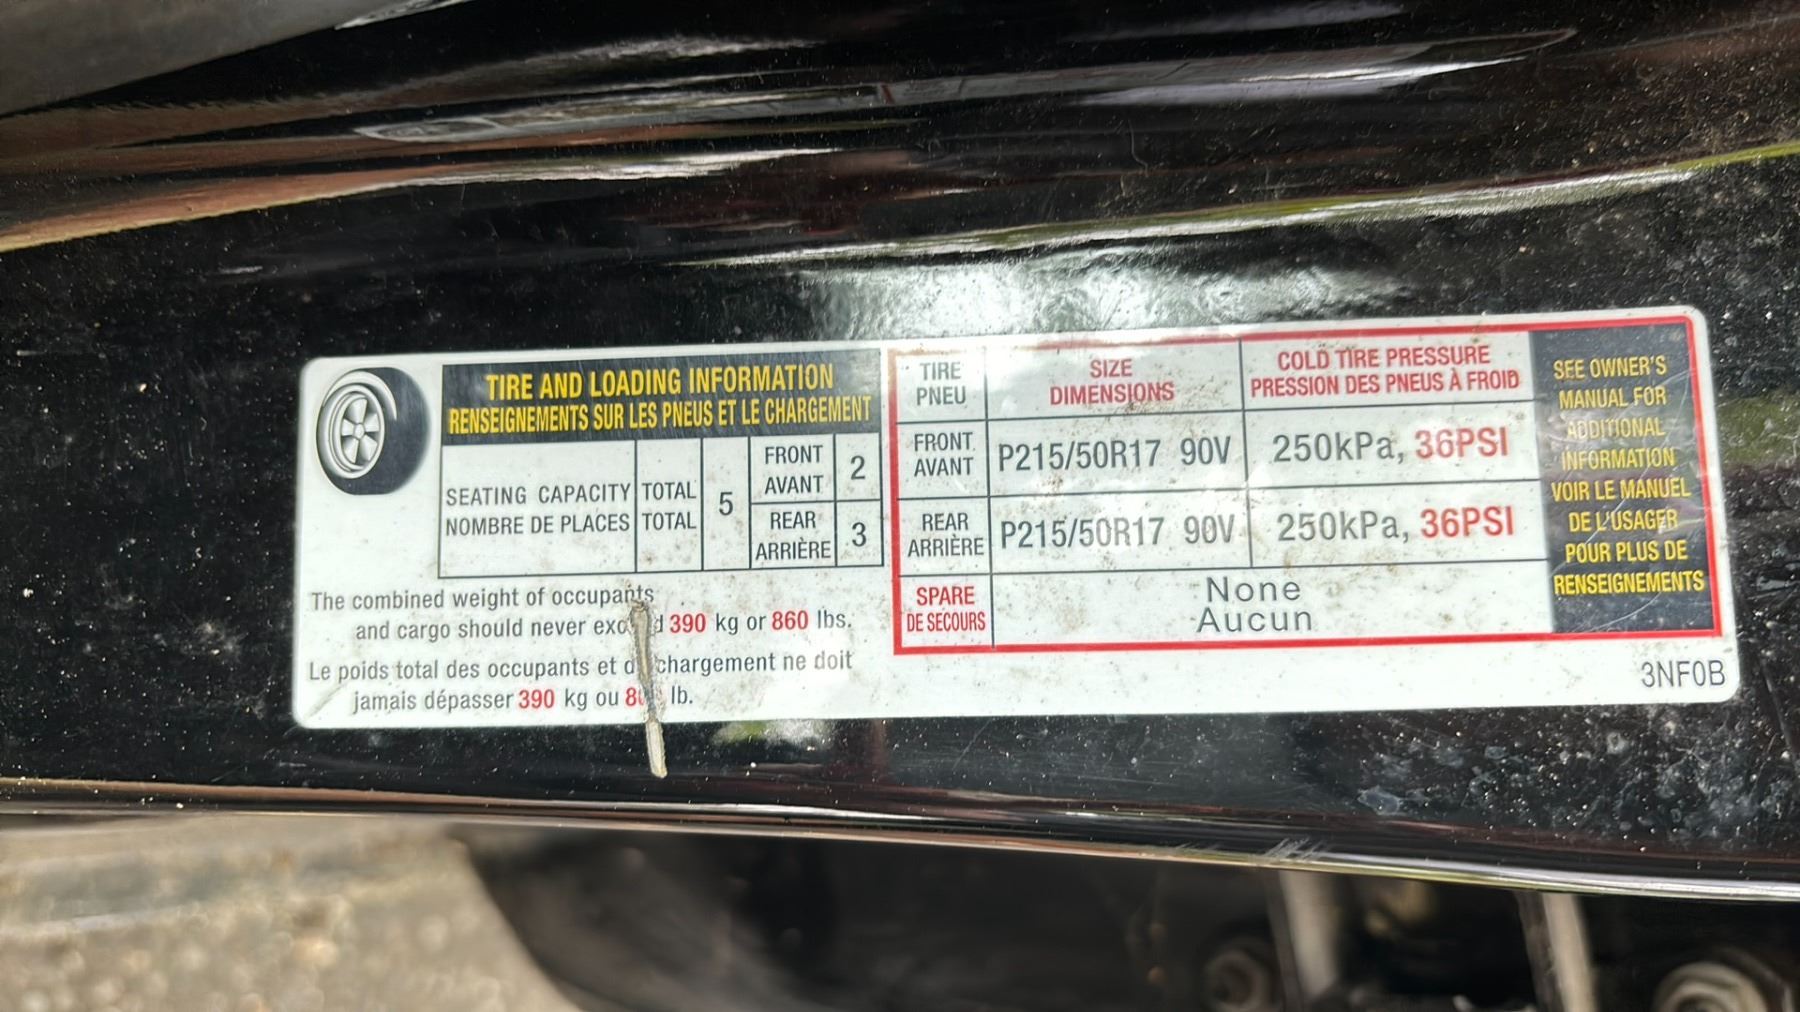 TIRE AND LOADING INFORMATION
RENSEIGNEMENTS SUR LES PNEUS ET LE CHARGEMENT
SEATING CAPACITY
NOMBRE DE PLACES
TOTAL
TOTAL
5
FRONT
AVANT
2
REAR
ARRIÈRE
3
The combined weight of occupants
and cargo should never 390 kg or 860 lbs.
Le poids total des occupants et chargement ne doit
jamais dépasser 390 kg ou lb.
TIRE
PNEU
SIZE
DIMENSIONS
COLD TIRE PRESSURE
PRESSION DES PNEUS À FROID
FRONT
AVANT
P215/50R17 90V
250kPa, 36PSI
REAR
ARRIÈRE
P215/50R17 90V
250kPa, 36PSI
SPARE
DE SECOURS
None
Aucun
SEE OWNER'S
MANUAL FOR
ADDITIONAL
INFORMATION
VOIR LE MANUEL
DE L'USAGER
POUR PLUS DE
RENSEIGNEMENTS
3NF0B